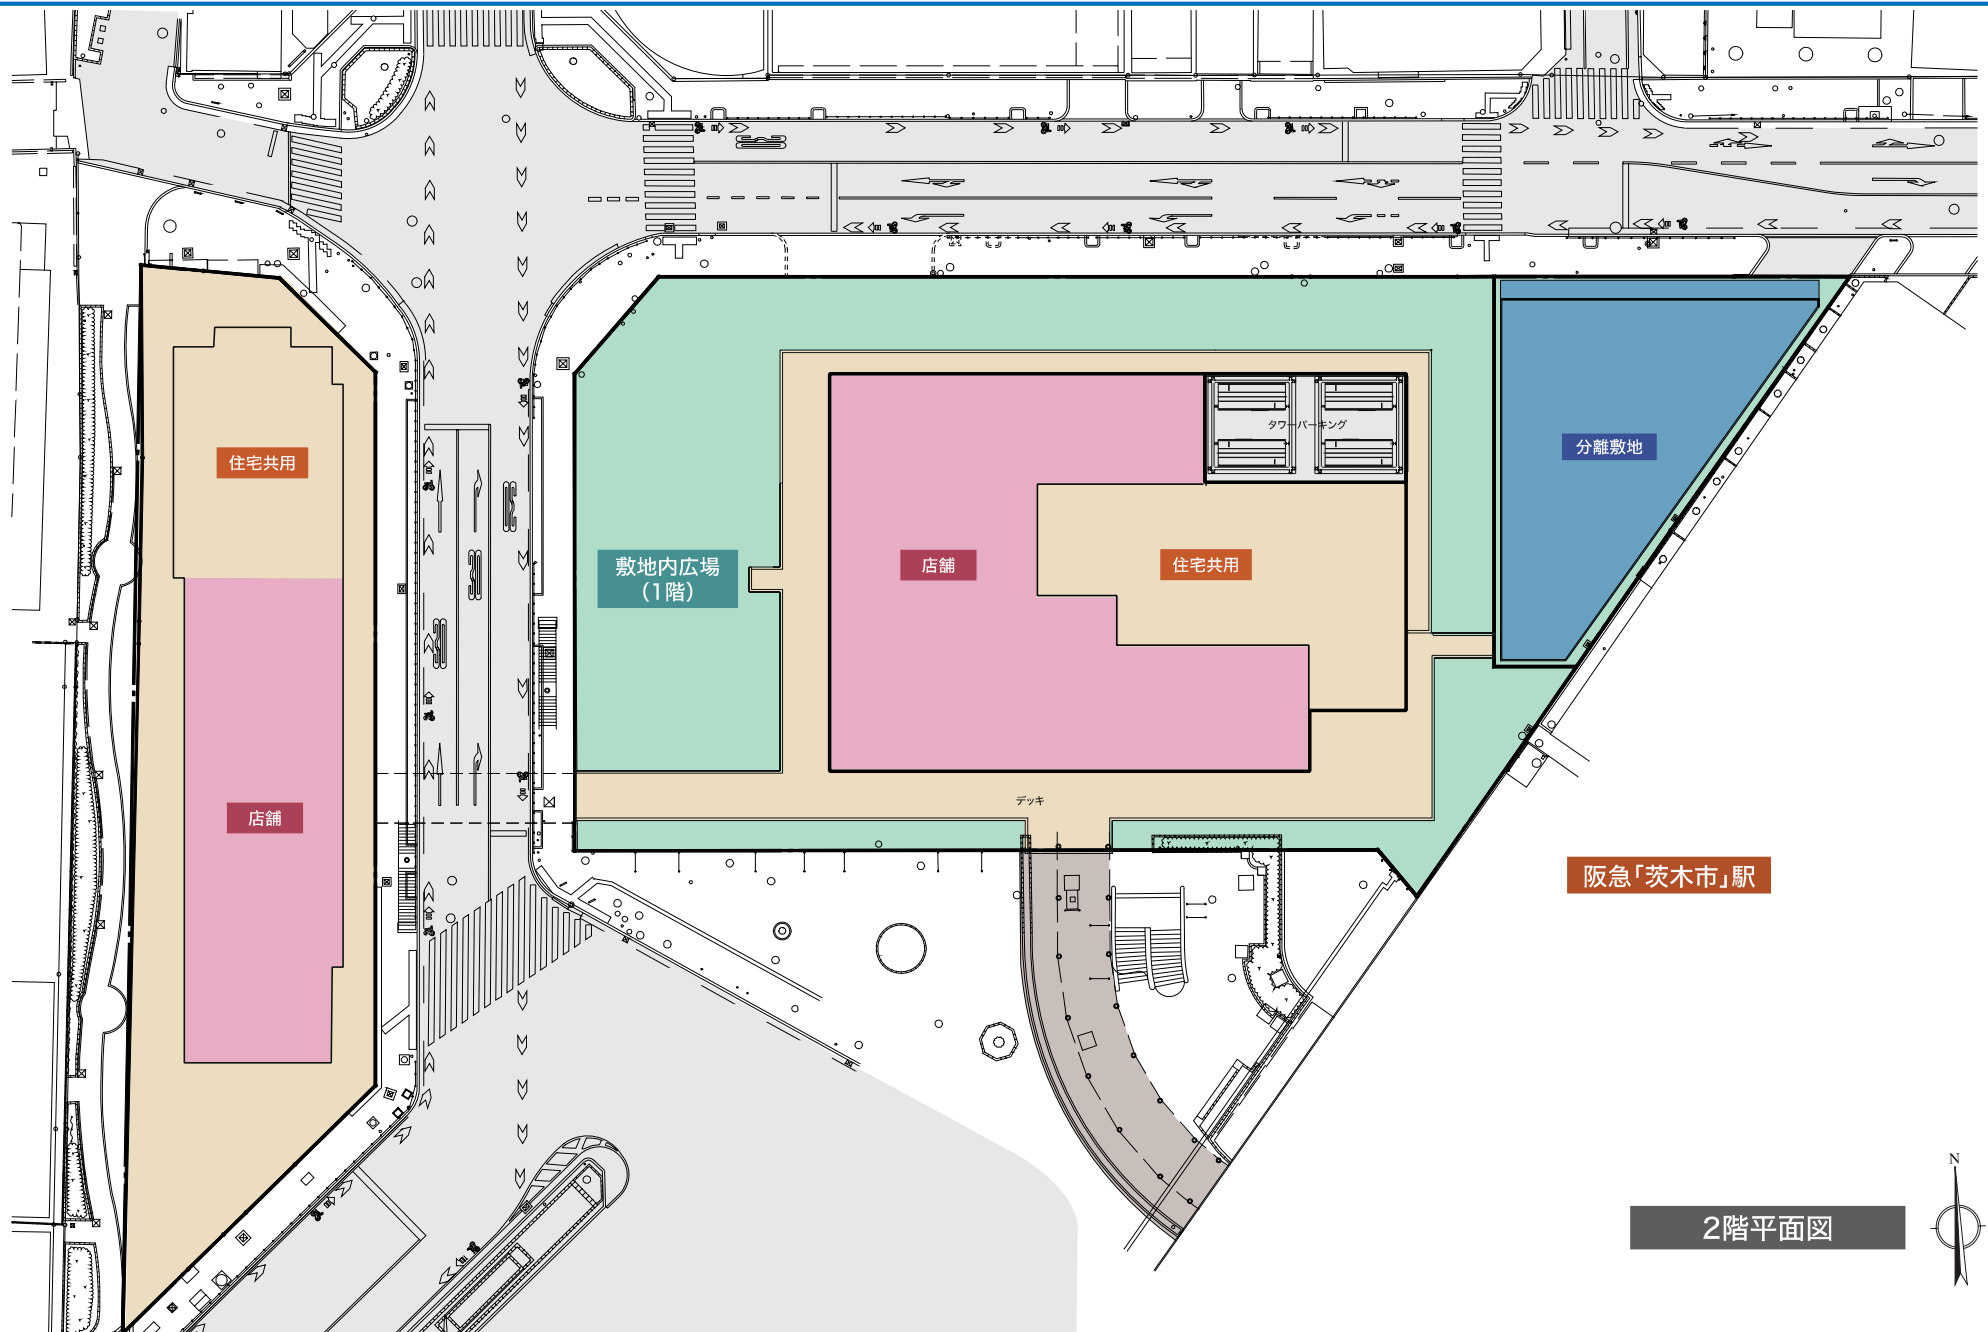 タワーパーキング
分離敷地
住宅共用
敷地内広場
（1階）
店舗
住宅共用
店舗
デッキ
阪急「茨木市」駅
N
2階平面図